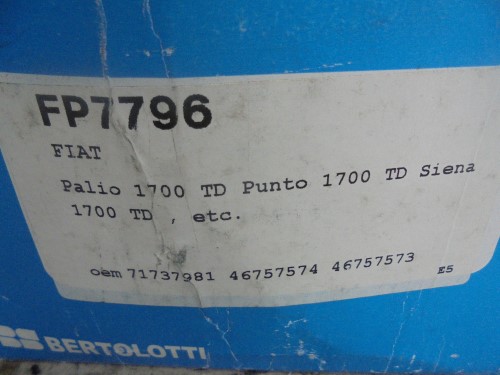 FP7796
FIAT
Palio 1700 TD Punto 1700 TD Siena
1700 TD , etc.
oem 71737981 46757574 46757573
E5
BERTOLOTTI